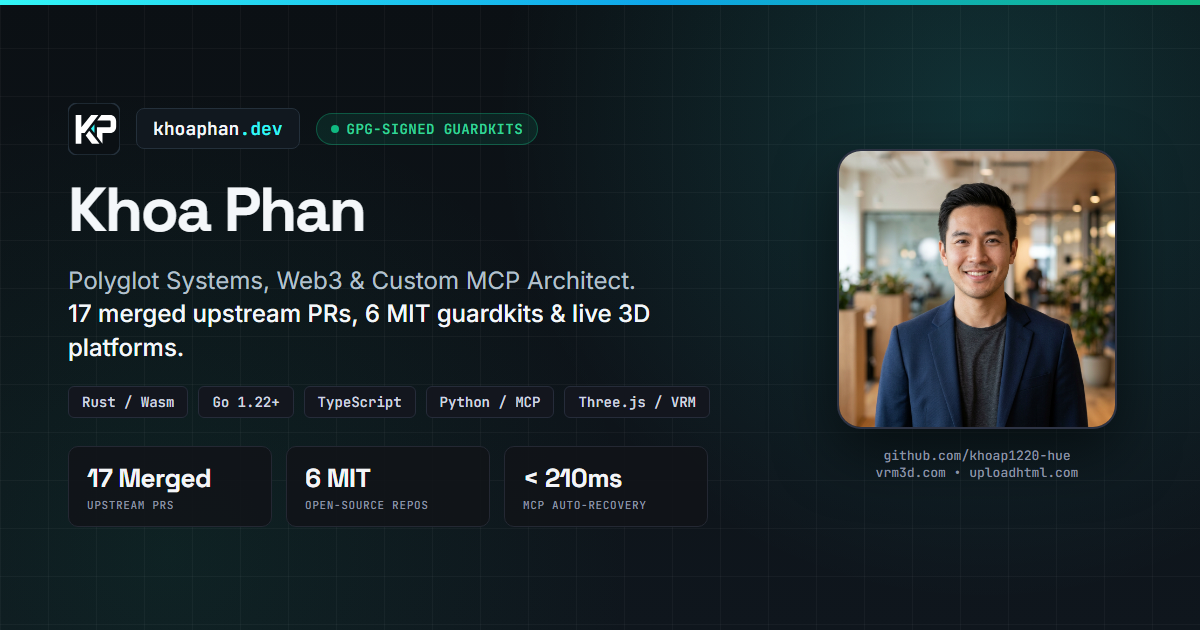 KP
khoaphan.dev
GPG-SIGNED GUARDKITS
Khoa Phan
Polyglot Systems, Web3 & Custom MCP Architect.
17 merged upstream PRs, 6 MIT guardkits & live 3D
platforms.
Rust / Wasm
Go 1.22+
TypeScript
Python / MCP
Three.js / VRM
17 Merged
UPSTREAM PRS
6 MIT
OPEN-SOURCE REPOS
< 210ms
MCP AUTO-RECOVERY
github.com/khoap1220-hue
vrm3d.com • uploadhtml.com